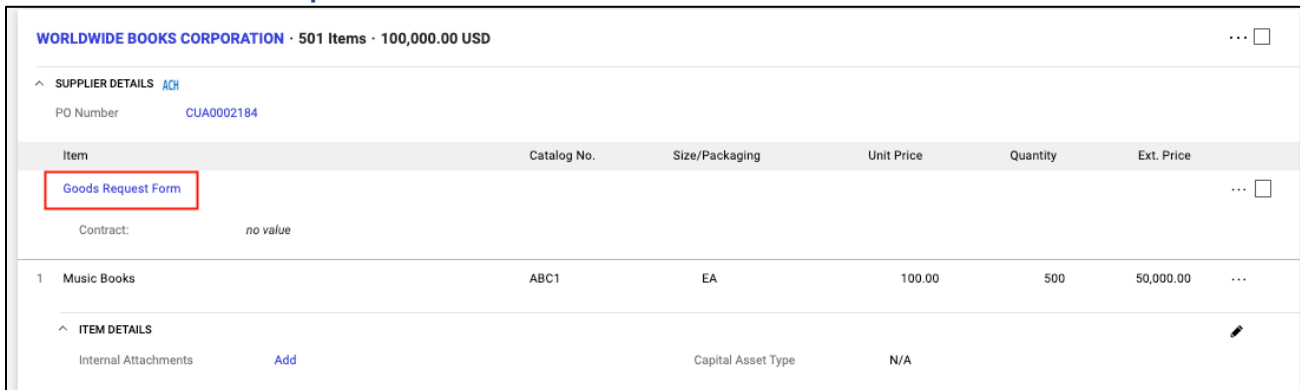 WORLDWIDE BOOKS CORPORATION · 501 Items · 100,000.00 USD ...
SUPPLIER DETAILS ACH
PO Number CUA0002184
Item Catalog No. Size/Packaging Unit Price Quantity Ext. Price
Goods Request Form ...
Contract: no value
1 Music Books ABC1 EA 100.00 500 50,000.00 ...
ITEM DETAILS
Internal Attachments Add Capital Asset Type N/A